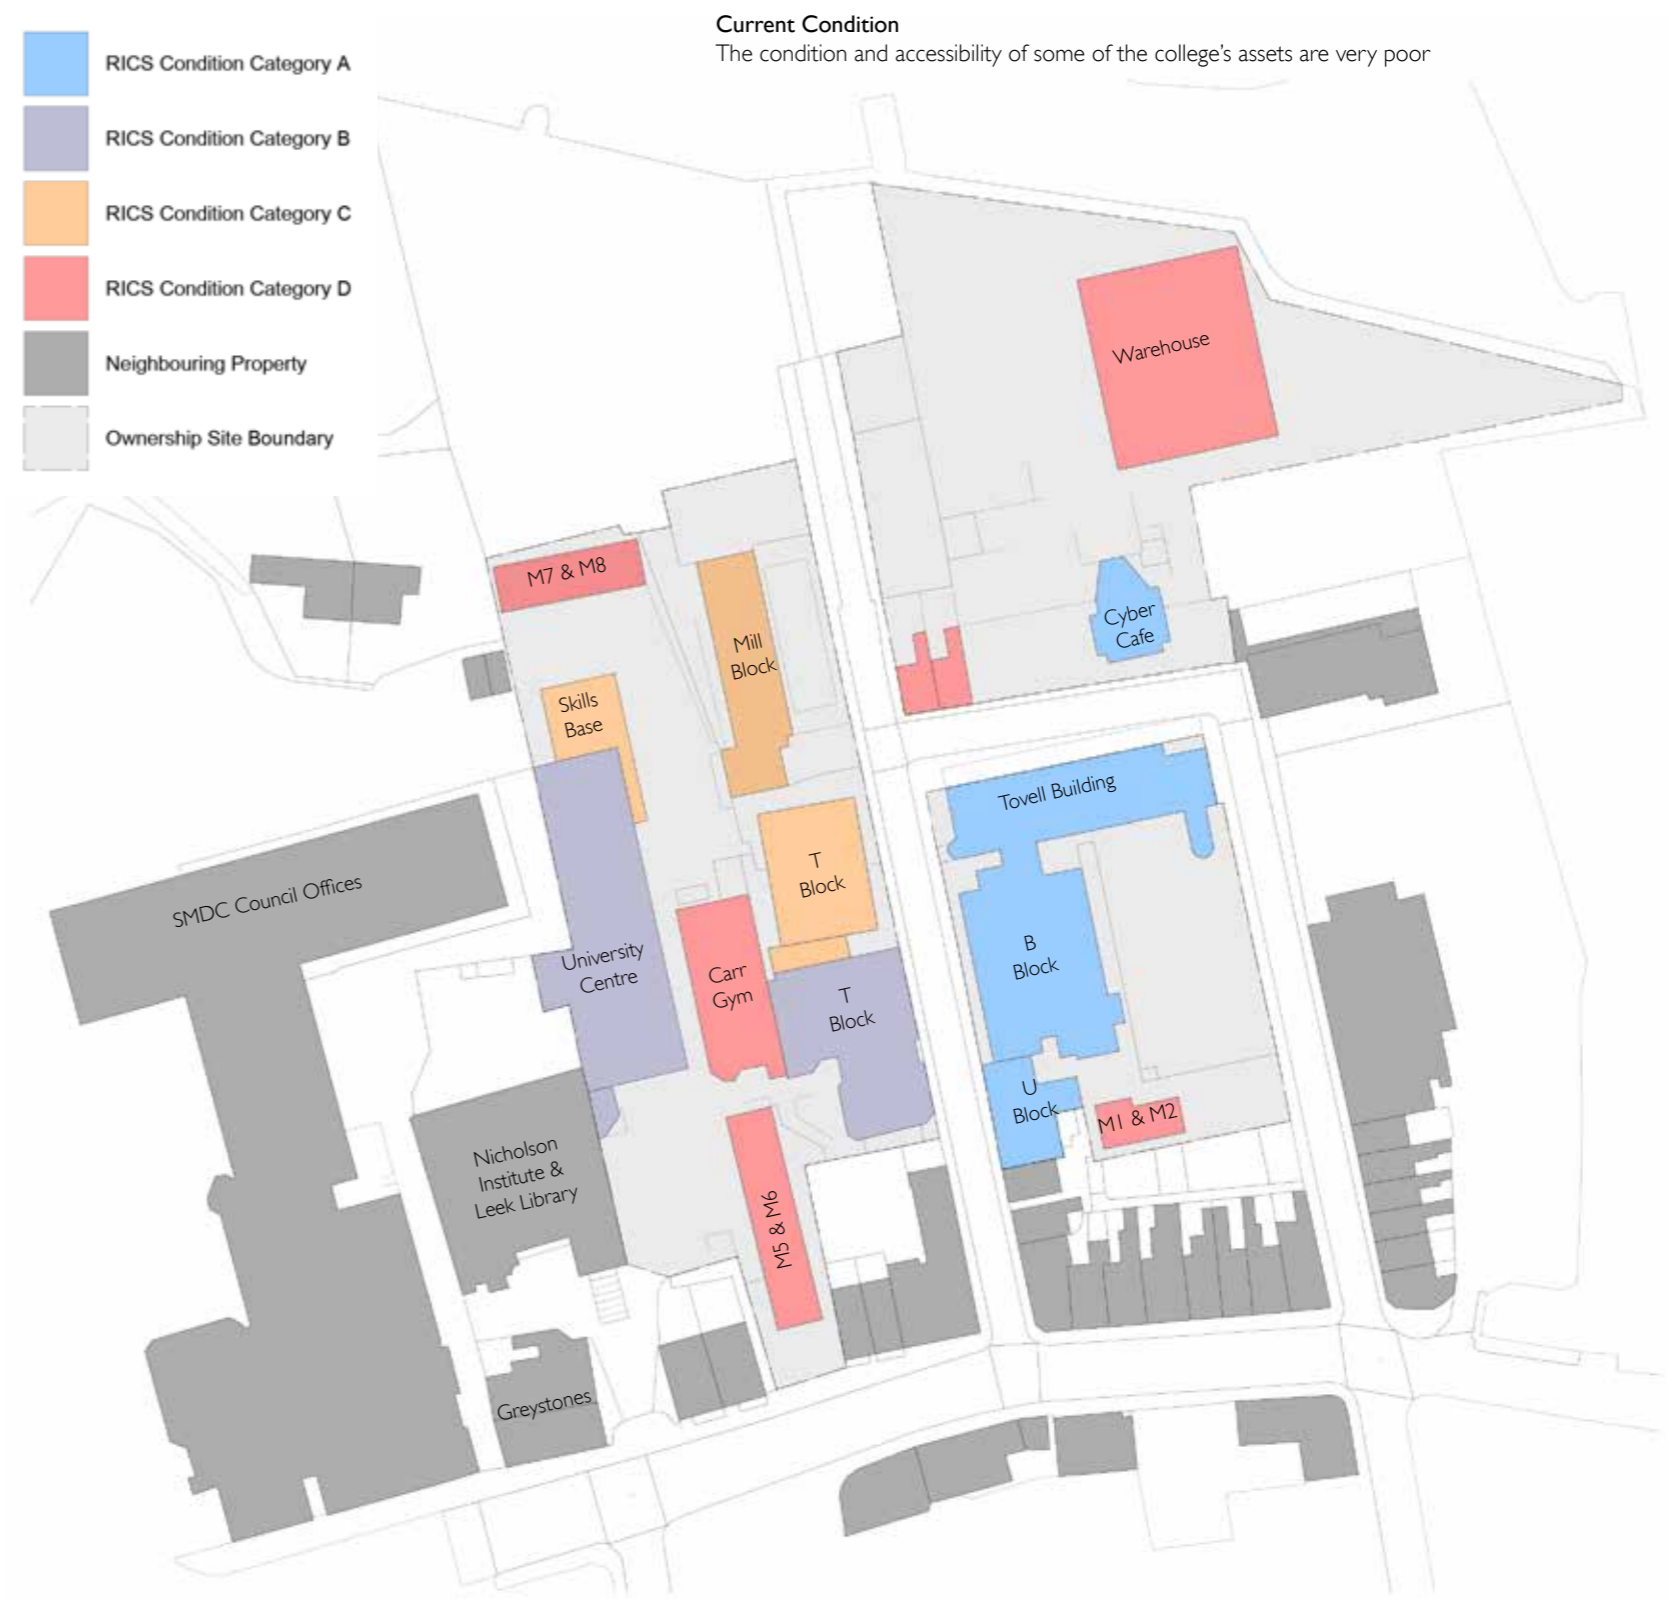 Current Condition
The condition and accessibility of some of the college's assets are very poor
RICS Condition Category A
RICS Condition Category B
RICS Condition Category C
RICS Condition Category D
Neighbouring Property
Ownership Site Boundary
Warehouse
M7 & M8
Mill
Block
Cyber
Cafe
Skills
Base
Tovell Building
T
Block
SMDC Council Offices
University
Centre
Carr
Gym
B
Block
T
Block
U
Block
M1 & M2
Nicholson
Institute &
Leek Library
M5 & M6
Greystones